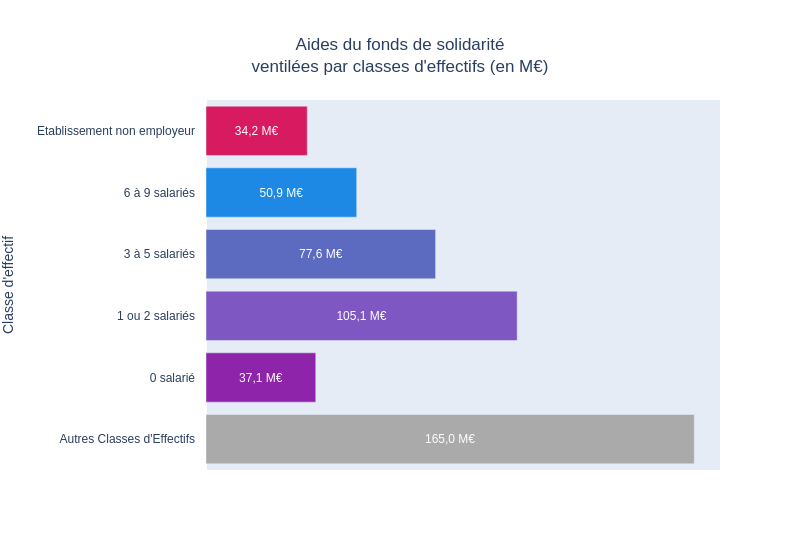 Aides du fonds de solidarité
ventilées par classes d'effectifs (en M€)
Classe d'effectif
Etablissement non employeur
34,2 M€
6 à 9 salariés
50,9 M€
3 à 5 salariés
77,6 M€
1 ou 2 salariés
105,1 M€
0 salarié
37,1 M€
Autres Classes d'Effectifs
165,0 M€